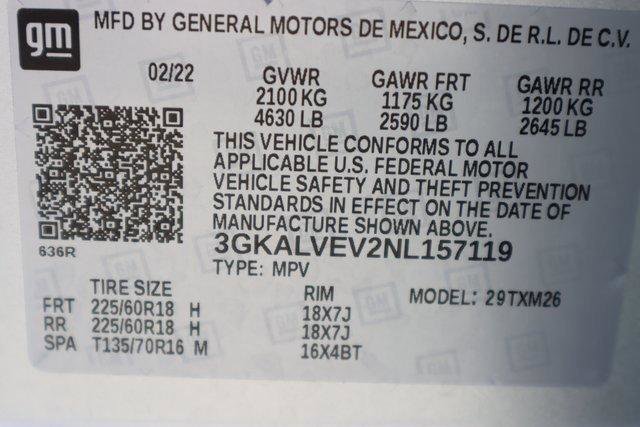 gm
MFD BY GENERAL MOTORS DE MEXICO, S. DE R.L. DE C.V.
02/22 GVWR GAWR FRT GAWR RR
2100 KG 1175 KG 1200 KG
4630 LB 2590 LB 2645 LB
THIS VEHICLE CONFORMS TO ALL
APPLICABLE U.S. FEDERAL MOTOR
VEHICLE SAFETY AND THEFT PREVENTION
STANDARDS IN EFFECT ON THE DATE OF
MANUFACTURE SHOWN ABOVE.
636R 3GKALVEV2NL157119
TYPE: MPV
TIRE SIZE RIM MODEL: 29TXM26
FRT 225/60R18 H 18X7J
RR 225/60R18 H 18X7J
SPA T135/70R16 M 16X4BT